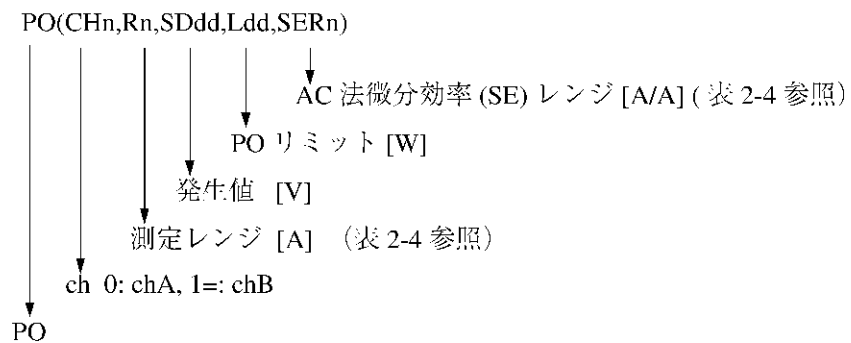 PO(CHn,Rn,SDdd,Ldd,SERn)
AC 法微分効率 (SE) レンジ [A/A] ( 表 2-4 参照)
PO リミット [W]
発生値 [V]
測定レンジ [A] (表 2-4 参照)
ch 0: chA, 1=: chB
PO